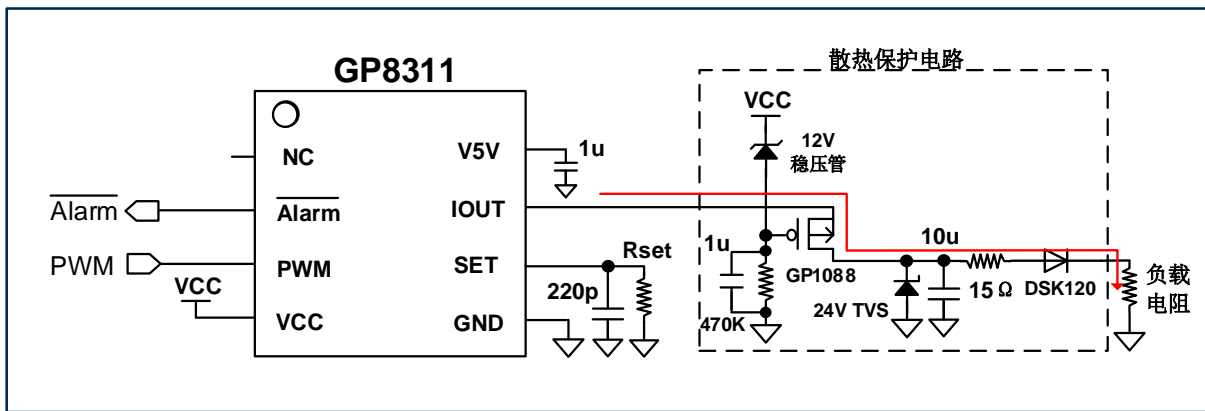 GP8311
散热保护电路
VCC
12V
稳压管
NC
V5V
1u
Alarm
Alarm
IOUT
PWM
PWM
SET
Rset
VCC
VCC
220p
GND
1u
470K
GP1088
10u
24V TVS
15Ω
DSK120
负载
电阻